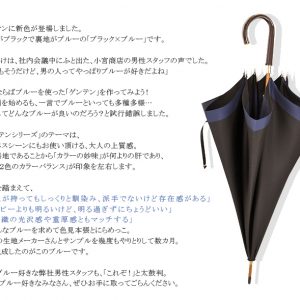 ンに新色が登場しました。
がブラックで裏地がブルーの「ブラック×ブルー」です。
けは、社内会議中にふと出た、小宮商店の男性スタッフの声でした。
もそうだけど、男の人ってやっぱりブルーが好きだよね」
ならばブルーを使った「ゲンテン」を作ってみよう！
を始めるも、一言でブルーといっても多種多様…
てどんなブルーが良いのだろう？と試行錯誤しました。
テンシリーズ」のテーマは、
スシーンにもお使い頂ける、大人の上質感。
地であることから「カラーの妙味」が何よりの肝であり、
2色のカラーバランス」が印象を右左します。
踏まえて、
が持ってもしっくりと馴染み、派手でないけど存在感がある」
ビーよりも明るいけど、明るすぎずにちょうどいい」
織の光沢感や重厚感ともマッチする」
んなブルーを求めて色見本帳とにらめっこ。
の生地メーカーさんとサンプルを幾度もやりとりして数カ月。
完成したのがこのブルーです。
ブルー好きな弊社男性スタッフも、「これぞ！」と太鼓判。
ブルー好きなみなさん、ぜひお手に取ってごらんください。